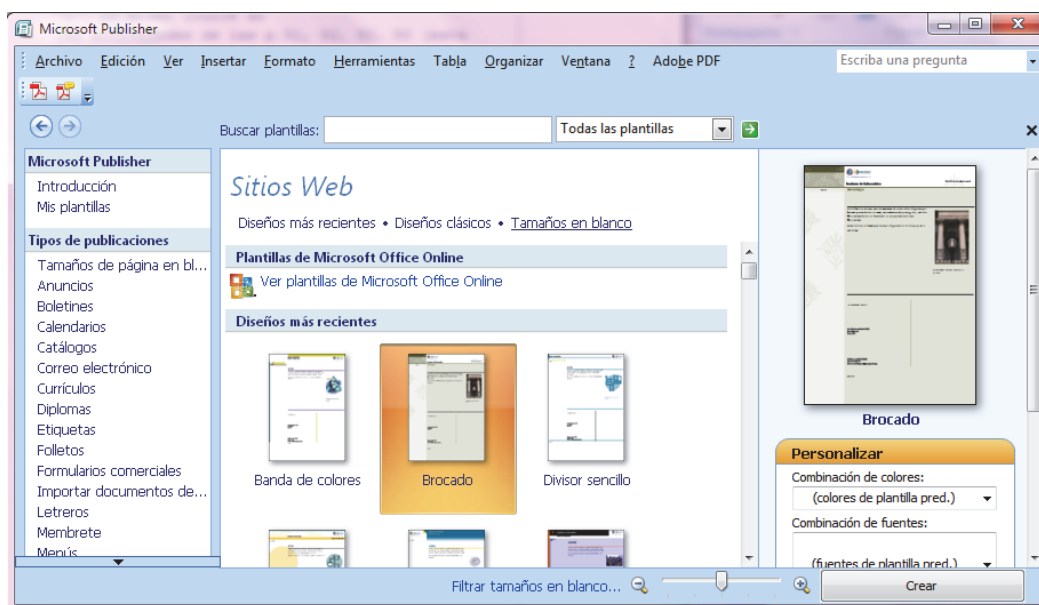 Microsoft Publisher
Archivo Edición Ver Insertar Formato Herramientas Tabla Organizar Ventana ? Adobe PDF
Escriba una pregunta
Buscar plantillas:
Todas las plantillas
Microsoft Publisher
Introducción
Mis plantillas
Tipos de publicaciones
Tamaños de página en bl...
Anuncios
Boletines
Calendarios
Catálogos
Correo electrónico
Currículos
Diplomas
Etiquetas
Folletos
Formularios comerciales
Importar documentos de...
Letreros
Membrete
Menús
Sitios Web
Diseños más recientes • Diseños clásicos • Tamaños en blanco
Plantillas de Microsoft Office Online
Ver plantillas de Microsoft Office Online
Diseños más recientes
Banda de colores
Brocado
Divisor sencillo
Brocado
Personalizar
Combinación de colores:
(colores de plantilla pred.)
Combinación de fuentes:
(fuentes de plantilla pred.)
Filtrar tamaños en blanco...
Crear